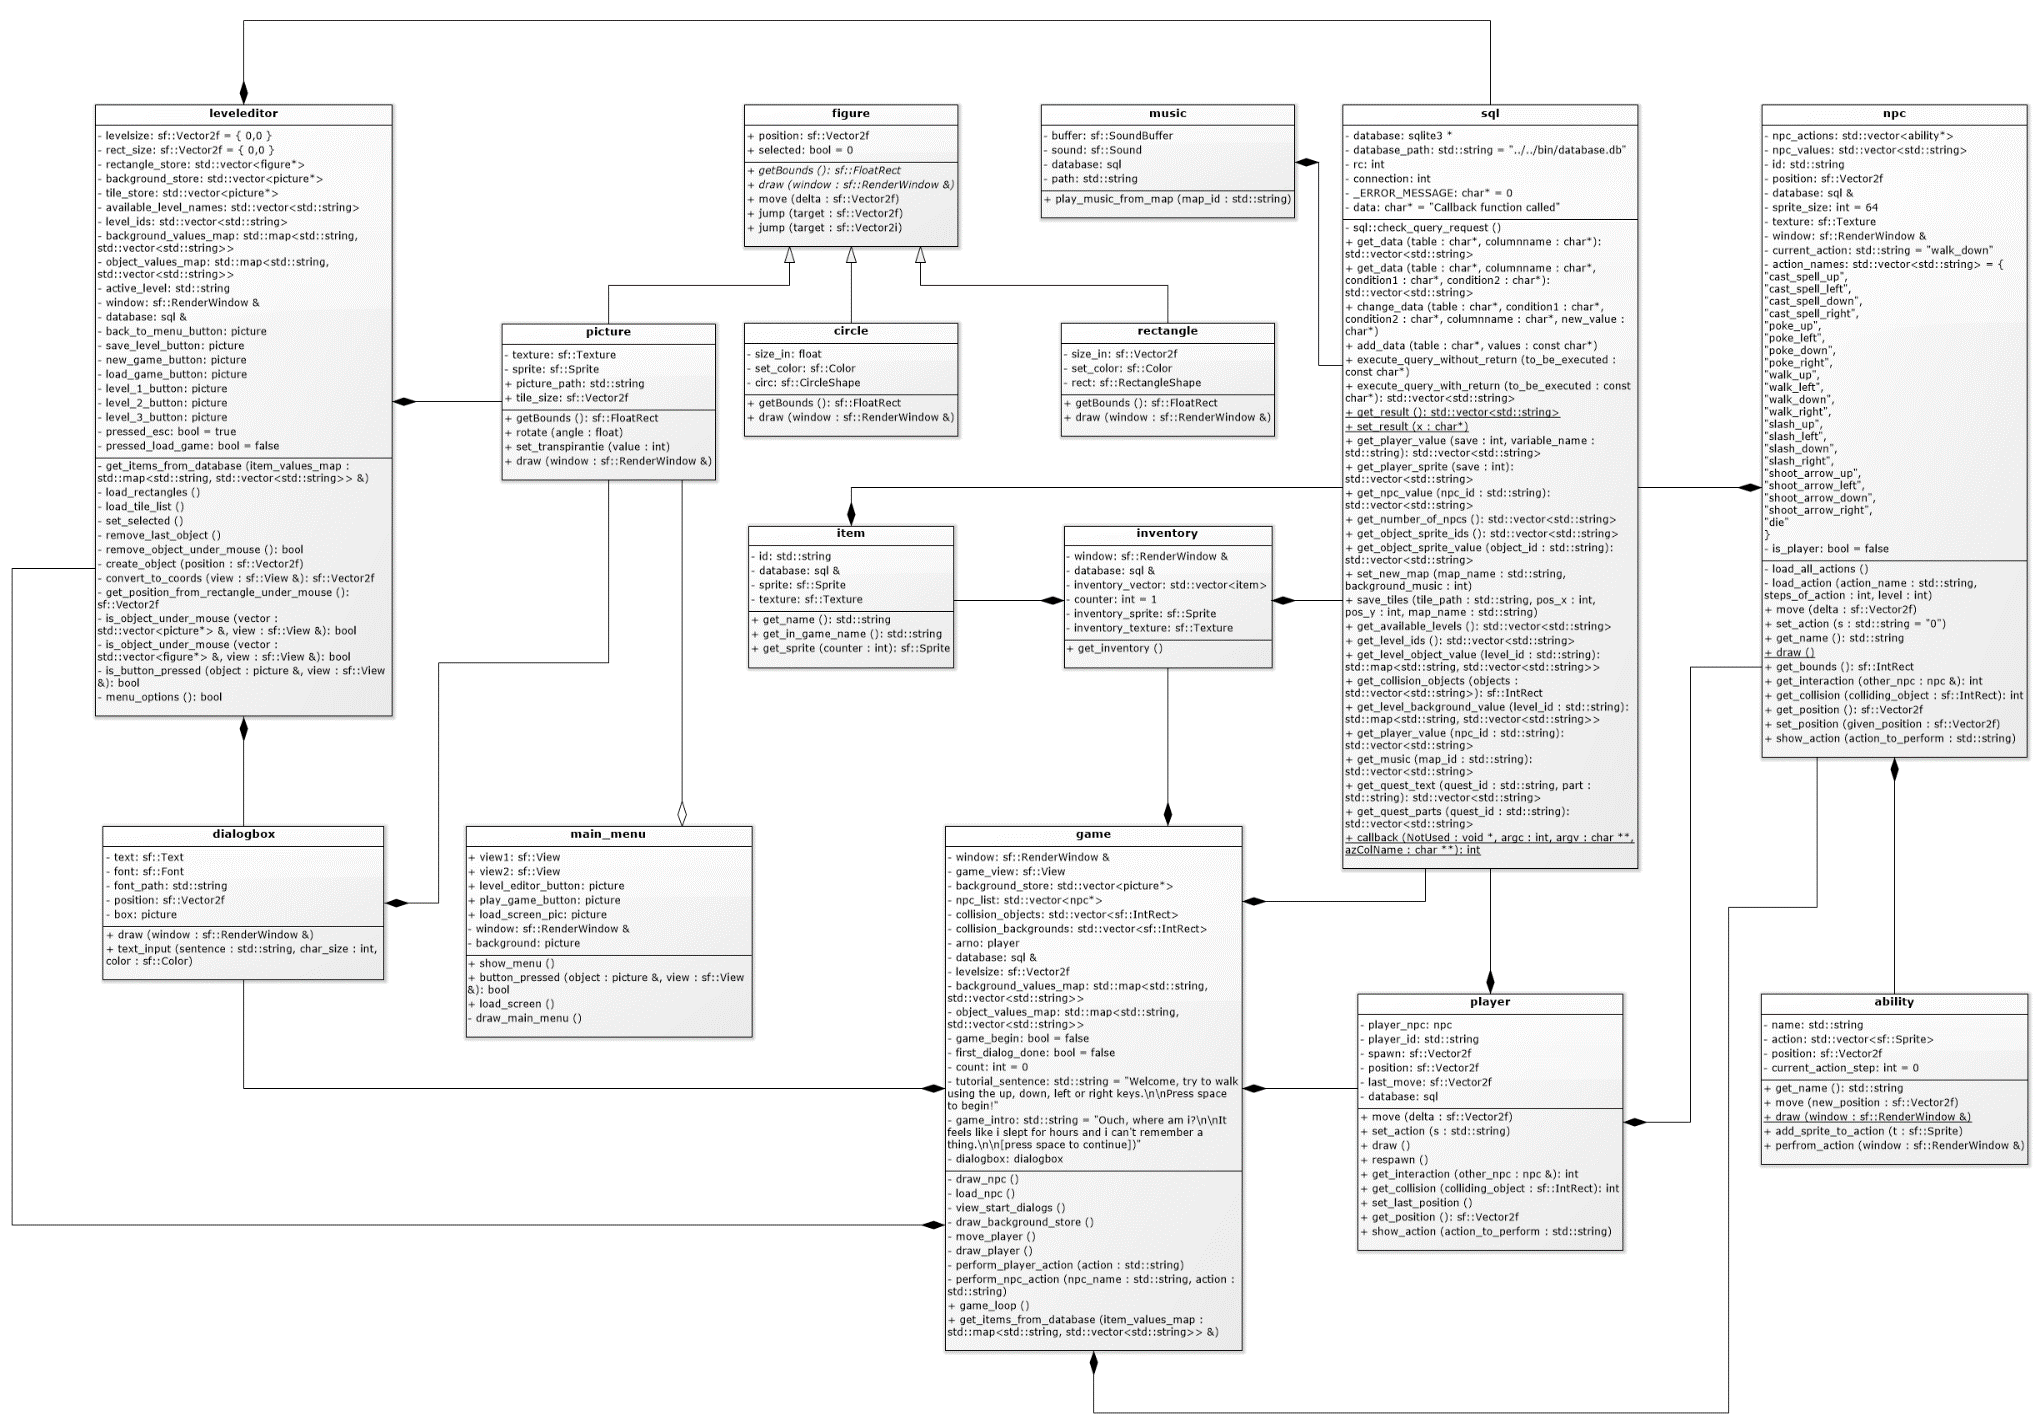 leveleditor
- levelsize: sf::Vector2f = { 0,0 }
- rect_size: sf::Vector2f = { 0,0 }
- rectangle_store: std::vector<figure*>
- background_store: std::vector<picture*>
- tile_store: std::vector<picture*>
- available_level_names: std::vector<std::string>
- level_ids: std::vector<std::string>
- background_values_map: std::map<std::string,
std::vector<std::string>>
- object_values_map: std::map<std::string,
std::vector<std::string>>
- active_level: std::string
- window: sf::RenderWindow &
- database: sql &
- back_to_menu_button: picture
- save_level_button: picture
- new_game_button: picture
- load_game_button: picture
- level_1_button: picture
- level_2_button: picture
- level_3_button: picture
- pressed_esc: bool = true
- pressed_load_game: bool = false
- get_items_from_database (item_values_map :
std::map<std::string, std::vector<std::string>> &)
- load_rectangles ()
- load_tile_list ()
- set_selected ()
- remove_last_object ()
- remove_object_under_mouse (): bool
- create_object (position : sf::Vector2f)
- convert_to_coords (view : sf::View &): sf::Vector2f
- get_position_from_rectangle_under_mouse ():
sf::Vector2f
- is_object_under_mouse (vector :
std::vector<picture*> &, view : sf::View &): bool
- is_object_under_mouse (vector :
std::vector<figure*> &, view : sf::View &): bool
- is_button_pressed (object : picture &, view : sf::View
&): bool
- menu_options (): bool
figure
+ position: sf::Vector2f
+ selected: bool = 0
+ getBounds (): sf::FloatRect
+ draw (window : sf::RenderWindow &)
+ move (delta : sf::Vector2f)
+ jump (target : sf::Vector2f)
+ jump (target : sf::Vector2i)
music
- buffer: sf::SoundBuffer
- sound: sf::Sound
- database: sql
- path: std::string
+ play_music_from_map (map_id : std::string)
sql
- database: sqlite3 *
- database_path: std::string = "../../bin/database.db"
- rc: int
- connection: int
- _ERROR_MESSAGE: char* = 0
- data: char* = "Callback function called"
- sql::check_query_request ()
+ get_data (table : char*, columnname : char*):
std::vector<std::string>
+ get_data (table : char*, columnname : char*,
condition1 : char*, condition2 : char*):
std::vector<std::string>
+ change_data (table : char*, condition1 : char*,
condition2 : char*, columnname : char*, new_value :
char*)
+ add_data (table : char*, values : const char*)
+ execute_query_without_return (to_be_executed :
const char*)
+ execute_query_with_return (to_be_executed : const
char*): std::vector<std::string>
+ get_result (): std::vector<std::string>
+ set_result (x : char*)
+ get_player_value (save : int, variable_name :
std::string): std::vector<std::string>
+ get_player_sprite (save : int):
std::vector<std::string>
+ get_npc_value (npc_id : std::string):
std::vector<std::string>
+ get_number_of_npcs (): std::vector<std::string>
+ get_object_sprite_ids (): std::vector<std::string>
+ get_object_sprite_value (object_id : std::string):
std::vector<std::string>
+ set_new_map (map_name : std::string,
background_music : int)
+ save_tiles (tile_path : std::string, pos_x : int,
pos_y : int, map_name : std::string)
+ get_available_levels (): std::vector<std::string>
+ get_level_ids (): std::vector<std::string>
+ get_level_object_value (level_id : std::string):
std::map<std::string, std::vector<std::string>>
+ get_collision_objects (objects :
std::vector<std::string>): sf::IntRect
+ get_level_background_value (level_id : std::string):
std::map<std::string, std::vector<std::string>>
+ get_player_value (npc_id : std::string):
std::vector<std::string>
+ get_music (map_id : std::string):
std::vector<std::string>
+ get_quest_text (quest_id : std::string, part :
std::string): std::vector<std::string>
+ get_quest_parts (quest_id : std::string):
std::vector<std::string>
+ callback (NotUsed : void *, argc : int, argv : char **,
azColName : char **): int
npc
- npc_actions: std::vector<ability*>
- npc_values: std::vector<std::string>
- id: std::string
- position: sf::Vector2f
- database: sql &
- sprite_size: int = 64
- texture: sf::Texture
- window: sf::RenderWindow &
- current_action: std::string = "walk_down"
- action_names: std::vector<std::string> = {
"cast_spell_up",
"cast_spell_left",
"cast_spell_down",
"cast_spell_right",
"poke_up",
"poke_left",
"poke_down",
"poke_right",
"walk_up",
"walk_left",
"walk_down",
"walk_right",
"slash_up",
"slash_left",
"slash_down",
"slash_right",
"shoot_arrow_up",
"shoot_arrow_left",
"shoot_arrow_down",
"shoot_arrow_right",
"die"
}
- is_player: bool = false
- load_all_actions ()
- load_action (action_name : std::string,
steps_of_action : int, level : int)
+ move (delta : sf::Vector2f)
+ set_action (s : std::string = "0")
+ get_name (): std::string
+ draw ()
+ get_bounds (): sf::IntRect
+ get_interaction (other_npc : npc &): int
+ get_collision (colliding_object : sf::IntRect): int
+ get_position (): sf::Vector2f
+ set_position (given_position : sf::Vector2f)
+ show_action (action_to_perform : std::string)
picture
- texture: sf::Texture
- sprite: sf::Sprite
+ picture_path: std::string
+ tile_size: sf::Vector2f
+ getBounds (): sf::FloatRect
+ rotate (angle : float)
+ set_transpirantie (value : int)
+ draw (window : sf::RenderWindow &)
circle
- size_in: float
- set_color: sf::Color
- circ: sf::CircleShape
+ getBounds (): sf::FloatRect
+ draw (window : sf::RenderWindow &)
rectangle
- size_in: sf::Vector2f
- set_color: sf::Color
- rect: sf::RectangleShape
+ getBounds (): sf::FloatRect
+ draw (window : sf::RenderWindow &)
item
- id: std::string
- database: sql &
- sprite: sf::Sprite
- texture: sf::Texture
+ get_name (): std::string
+ get_in_game_name (): std::string
+ get_sprite (counter : int): sf::Sprite
inventory
- window: sf::RenderWindow &
- database: sql &
- inventory_vector: std::vector<item>
- counter: int = 1
- inventory_sprite: sf::Sprite
- inventory_texture: sf::Texture
+ get_inventory ()
dialogbox
- text: sf::Text
- font: sf::Font
- font_path: std::string
- position: sf::Vector2f
- box: picture
+ draw (window : sf::RenderWindow &)
+ text_input (sentence : std::string, char_size : int,
color : sf::Color)
main_menu
+ view1: sf::View
+ view2: sf::View
+ level_editor_button: picture
+ play_game_button: picture
+ load_screen_pic: picture
- window: sf::RenderWindow &
- background: picture
+ show_menu ()
+ button_pressed (object : picture &, view : sf::View
&): bool
+ load_screen ()
- draw_main_menu ()
game
- window: sf::RenderWindow &
- game_view: sf::View
- background_store: std::vector<picture*>
- npc_list: std::vector<npc*>
- collision_objects: std::vector<sf::IntRect>
- collision_backgrounds: std::vector<sf::IntRect>
- arno: player
- database: sql &
- levelsize: sf::Vector2f
- background_values_map: std::map<std::string,
std::vector<std::string>>
- object_values_map: std::map<std::string,
std::vector<std::string>>
- game_begin: bool = false
- first_dialog_done: bool = false
- count: int = 0
- tutorial_sentence: std::string = "Welcome, try to walk
using the up, down, left or right keys.\n\nPress space
to begin!"
- game_intro: std::string = "Ouch, where am i?\n\nIt
feels like i slept for hours and i can't remember a
thing.\n\n[press space to continue])"
- dialogbox: dialogbox
- draw_npc ()
- load_npc ()
- view_start_dialogs ()
- draw_background_store ()
- move_player ()
- draw_player ()
- perform_player_action (action : std::string)
- perform_npc_action (npc_name : std::string, action :
std::string)
+ game_loop ()
+ get_items_from_database (item_values_map :
std::map<std::string, std::vector<std::string>> &)
player
- player_npc: npc
- player_id: std::string
- spawn: sf::Vector2f
- position: sf::Vector2f
- last_move: sf::Vector2f
- database: sql
+ move (delta : sf::Vector2f)
+ set_action (s : std::string)
+ draw ()
+ respawn ()
+ get_interaction (other_npc : npc &): int
+ get_collision (colliding_object : sf::IntRect): int
+ set_last_position ()
+ get_position (): sf::Vector2f
+ show_action (action_to_perform : std::string)
ability
- name: std::string
- action: std::vector<sf::Sprite>
- position: sf::Vector2f
- current_action_step: int = 0
+ get_name (): std::string
+ move (new_position : sf::Vector2f)
+ draw (window : sf::RenderWindow &)
+ add_sprite_to_action (t : sf::Sprite)
+ perfrom_action (window : sf::RenderWindow &)